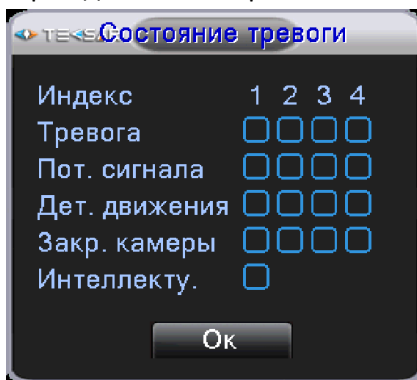 Состояние тревоги
Индекс 1 2 3 4
Тревога
Пот. сигнала
Дет. движения
Закр. камеры
Интеллекту.
Ок